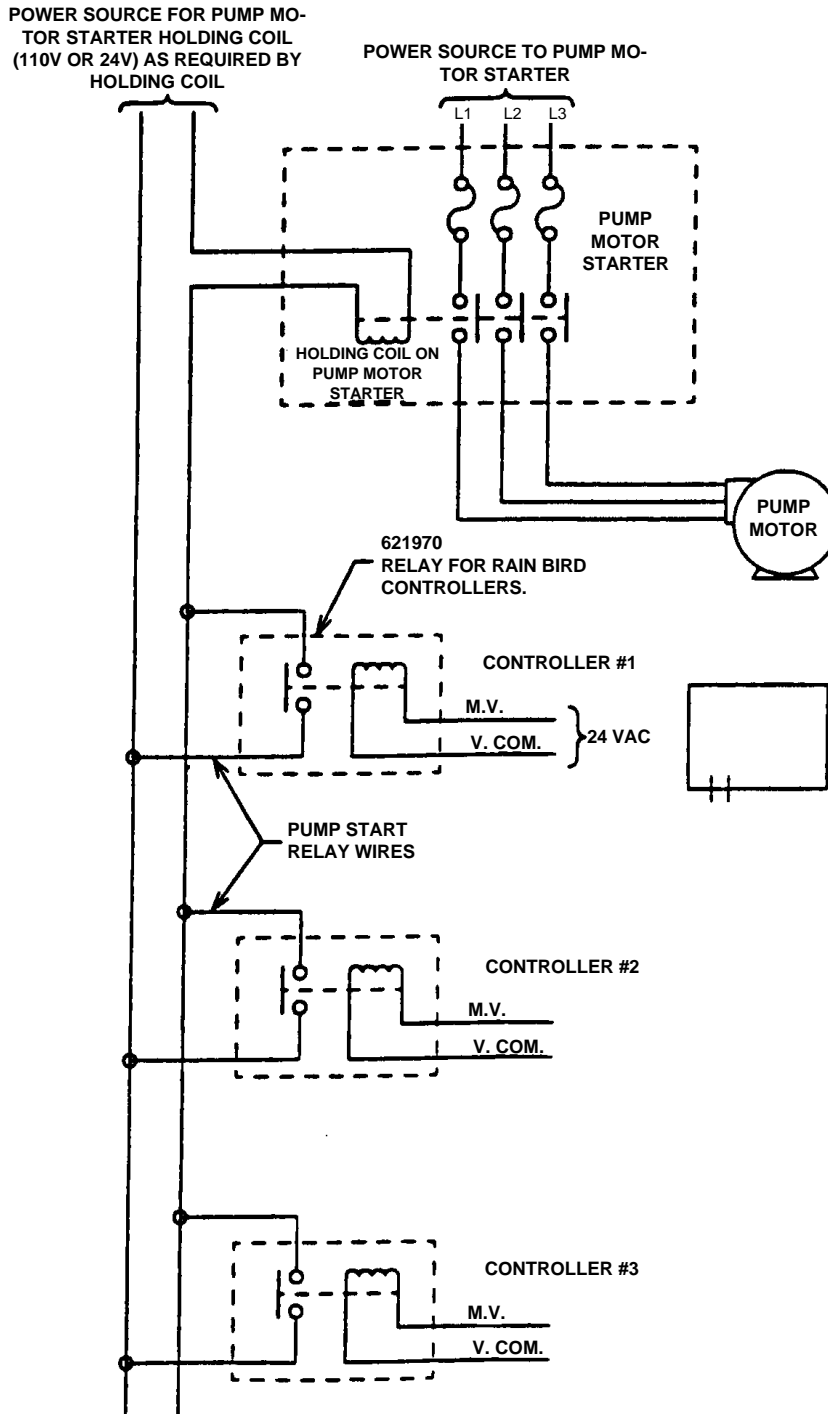 POWER SOURCE FOR PUMP MO-
TOR STARTER HOLDING COIL
(110V OR 24V) AS REQUIRED BY
HOLDING COIL
POWER SOURCE TO PUMP MO-
TOR STARTER
L1 L2 L3
PUMP
MOTOR
STARTER
HOLDING COIL ON
PUMP MOTOR
STARTER
PUMP
MOTOR
621970
RELAY FOR RAIN BIRD
CONTROLLERS.
CONTROLLER #1
M.V.
V. COM.
24 VAC
PUMP START
RELAY WIRES
CONTROLLER #2
M.V.
V. COM.
CONTROLLER #3
M.V.
V. COM.